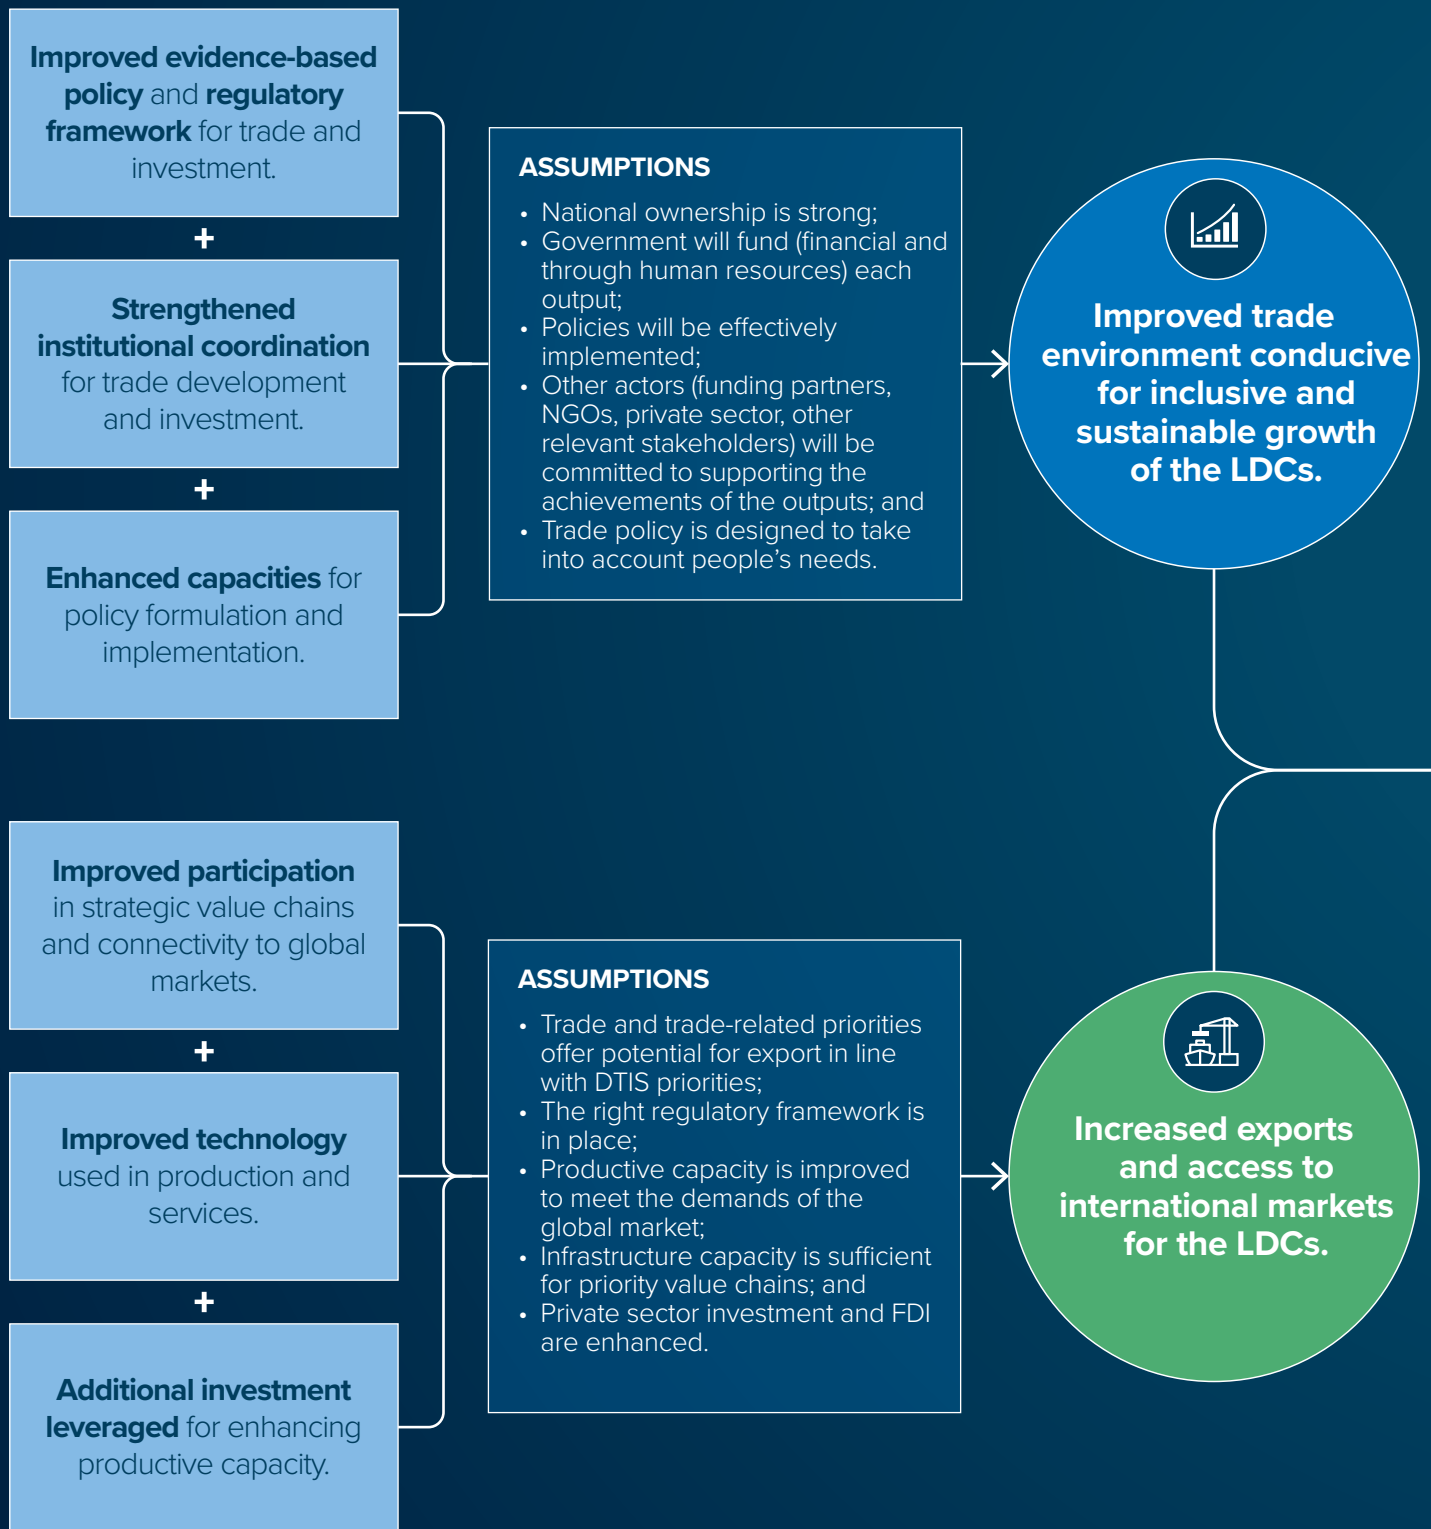 Improved evidence-based
policy and regulatory
framework for trade and
investment.
+
Strengthened
institutional coordination
for trade development
and investment.
+
Enhanced capacities for
policy formulation and
implementation.
ASSUMPTIONS
• National ownership is strong;
• Government will fund (financial and
through human resources) each
output;
• Policies will be effectively
implemented;
• Other actors (funding partners,
NGOs, private sector, other
relevant stakeholders) will be
committed to supporting the
achievements of the outputs; and
• Trade policy is designed to take
into account people’s needs.
Improved trade
environment conducive
for inclusive and
sustainable growth
of the LDCs.
Improved participation
in strategic value chains
and connectivity to global
markets.
+
Improved technology
used in production and
services.
+
Additional investment
leveraged for enhancing
productive capacity.
ASSUMPTIONS
• Trade and trade-related priorities
offer potential for export in line
with DTIS priorities;
• The right regulatory framework is
in place;
• Productive capacity is improved
to meet the demands of the
global market;
• Infrastructure capacity is sufficient
for priority value chains; and
• Private sector investment and FDI
are enhanced.
Increased exports
and access to
international markets
for the LDCs.